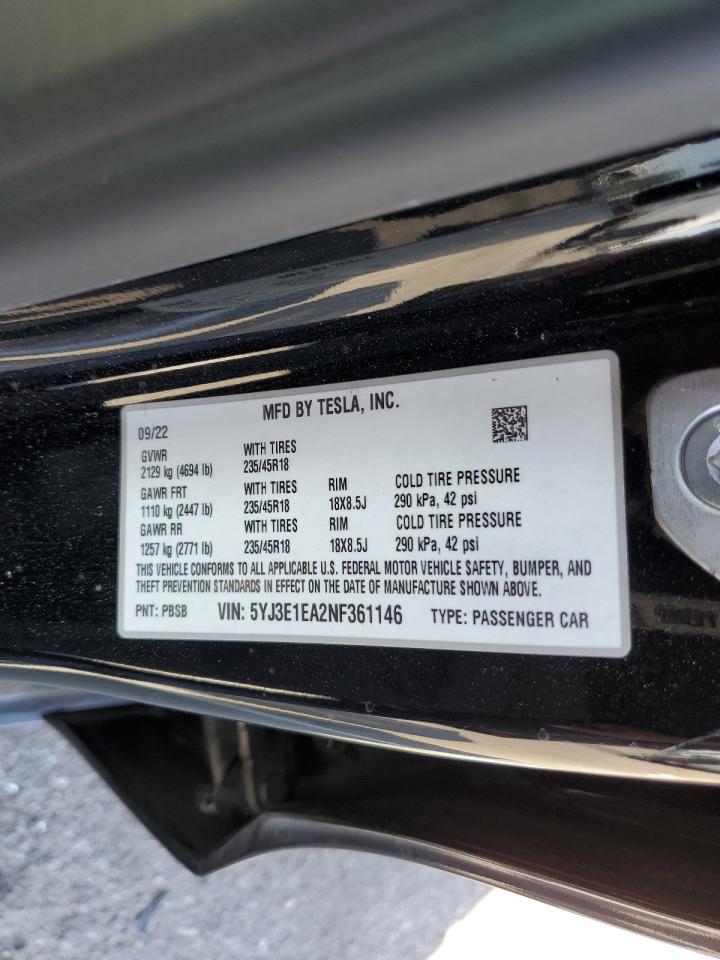 MFD BY TESLA, INC.
09/22
GVWR WITH TIRES
2129 kg (4694 lb) 235/45R18
GAWR FRT WITH TIRES RIM COLD TIRE PRESSURE
1110 kg (2447 lb) 235/45R18 18X8.5J 290 kPa, 42 psi
GAWR RR WITH TIRES RIM COLD TIRE PRESSURE
1257 kg (2771 lb) 235/45R18 18X8.5J 290 kPa, 42 psi
THIS VEHICLE CONFORMS TO ALL APPLICABLE U.S. FEDERAL MOTOR VEHICLE SAFETY, BUMPER, AND
THEFT PREVENTION STANDARDS IN EFFECT ON THE DATE OF MANUFACTURE SHOWN ABOVE.
PNT: PBSB VIN: 5YJ3E1EA2NF361146 TYPE: PASSENGER CAR